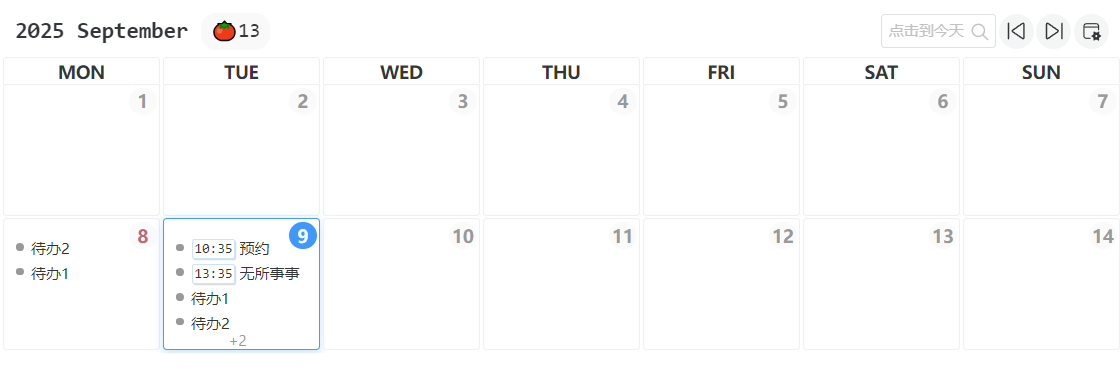 2025 September 13 点击到今天
MON TUE WED THU FRI SAT SUN
1 2 3 4 5 6 7
8 9 10 11 12 13 14
待办2
待办1
10:35 预约
13:35 无所事事
待办1
待办2
+2